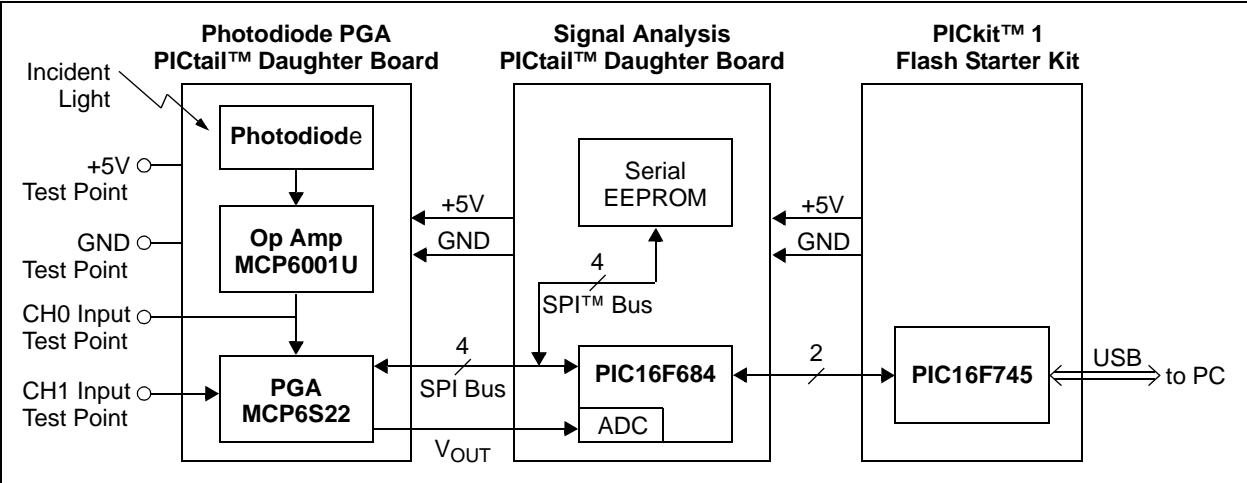 Photodiode PGA
PICtail™ Daughter Board
Signal Analysis
PICtail™ Daughter Board
PICkit™ 1
Flash Starter Kit
Incident
Light
Photodiode
+5V
Test Point
Serial
EEPROM
+5V
+5V
GND
Test Point
Op Amp
MCP6001U
GND
GND
4
SPI™ Bus
CH0 Input
Test Point
CH1 Input
Test Point
PGA
MCP6S22
4
SPI Bus
PIC16F684
ADC
2
PIC16F745
USB
to PC
VOUT